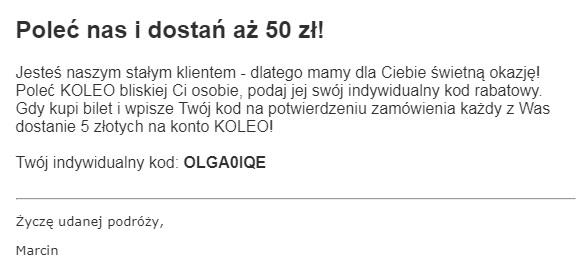 Poleć nas i dostań aż 50 zł!
Jesteś naszym stałym klientem - dlatego mamy dla Ciebie świetną okazję!
Poleć KOLEO bliskiej Ci osobie, podaj jej swój indywidualny kod rabatowy.
Gdy kupi bilet i wpisze Twój kod na potwierdzeniu zamówienia każdy z Was
dostanie 5 złotych na konto KOLEO!
Twój indywidualny kod: OLGA0IQE
Życzę udanej podróży,
Marcin